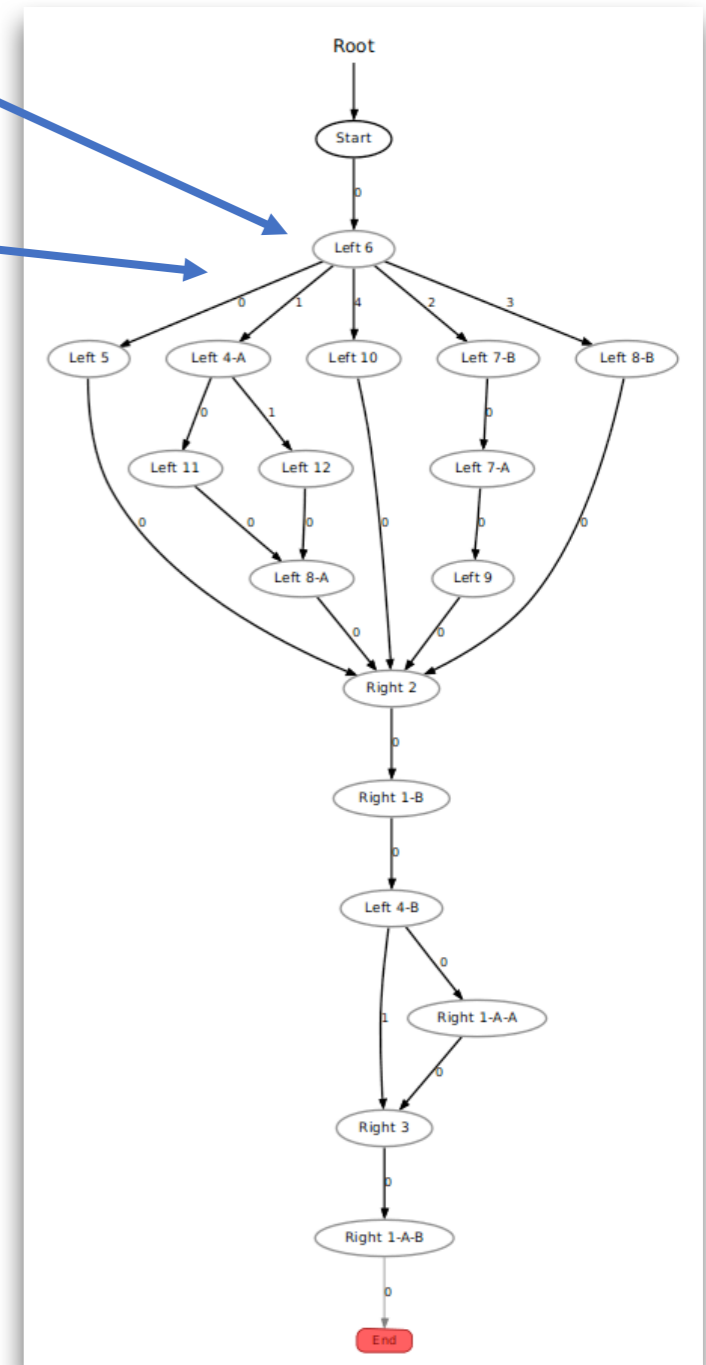 Root
Start
0
Left 6
0 1 4 2 3
Left 5 Left 4-A Left 10 Left 7-B Left 8-B
0 1 0
Left 11 Left 12 Left 7-A
0 0 0 0 0 0
Left 8-A Left 9
0 0
Right 2
0
Right 1-B
0
Left 4-B
0
1
Right 1-A-A
0
Right 3
0
Right 1-A-B
0
End